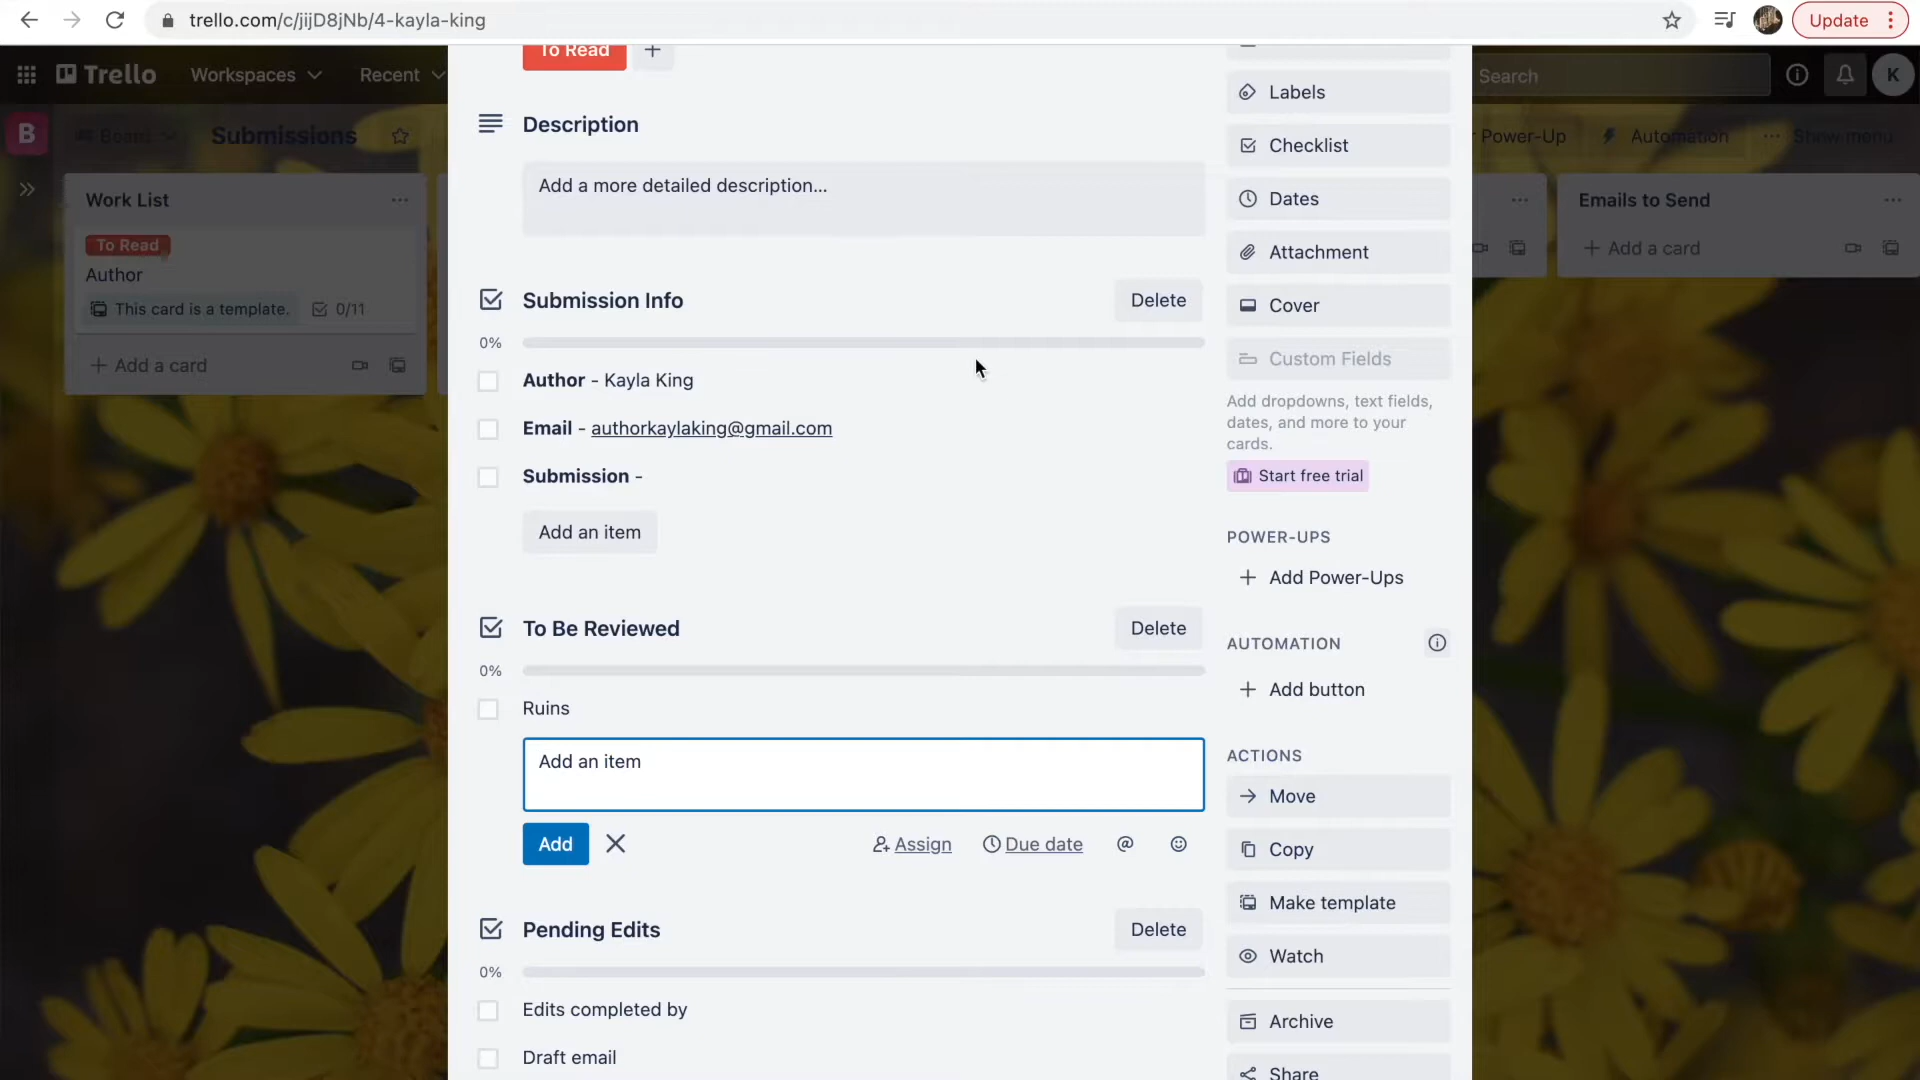 trello.com/c/jijD8jNb/4-kayla-king
Update
Trello
Workspaces
Recent
Search
K
B
Board
Submissions
Power-Up
Automation
Show menu
Work List
To Read
Author
This card is a template.
0/11
Add a card
To Read
Description
Add a more detailed description...
Submission Info
Delete
0%
Author - Kayla King
Email - authorkaylaking@gmail.com
Submission -
Add an item
To Be Reviewed
Delete
0%
Ruins
Add an item
Add
Assign
Due date
Pending Edits
Delete
0%
Edits completed by
Draft email
Labels
Checklist
Dates
Attachment
Cover
Custom Fields
Add dropdowns, text fields,
dates, and more to your
cards.
Start free trial
POWER-UPS
Add Power-Ups
AUTOMATION
Add button
ACTIONS
Move
Copy
Make template
Watch
Archive
Share
Emails to Send
Add a card